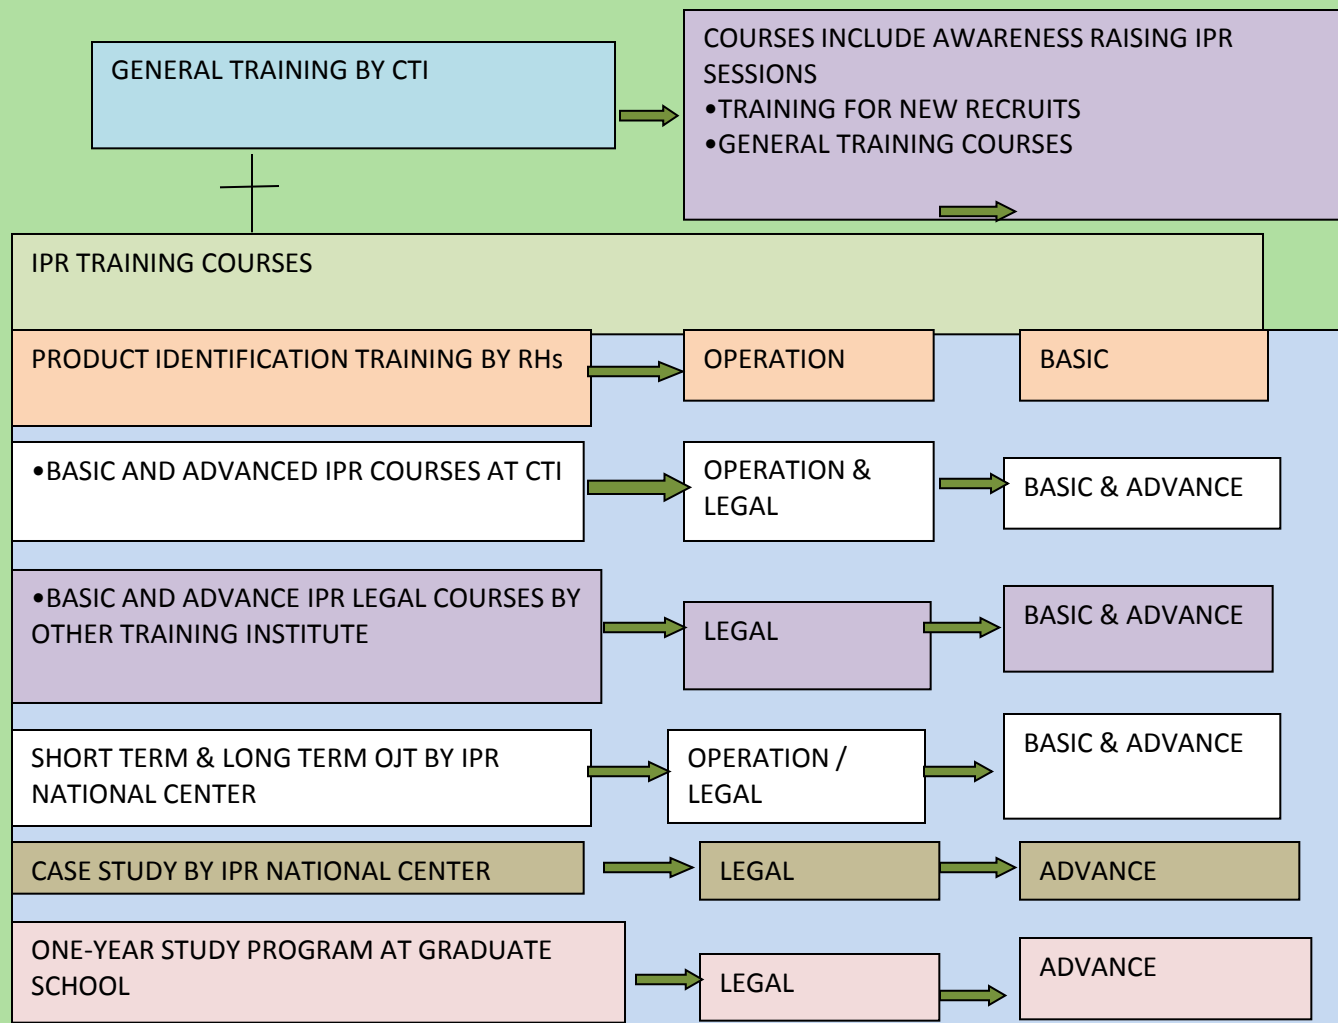 GENERAL TRAINING BY CTI
COURSES INCLUDE AWARENESS RAISING IPR
SESSIONS
•TRAINING FOR NEW RECRUITS
•GENERAL TRAINING COURSES
IPR TRAINING COURSES
PRODUCT IDENTIFICATION TRAINING BY RHs
OPERATION
BASIC
•BASIC AND ADVANCED IPR COURSES AT CTI
OPERATION &
LEGAL
BASIC & ADVANCE
•BASIC AND ADVANCE IPR LEGAL COURSES BY
OTHER TRAINING INSTITUTE
LEGAL
BASIC & ADVANCE
SHORT TERM & LONG TERM OJT BY IPR
NATIONAL CENTER
OPERATION /
LEGAL
BASIC & ADVANCE
CASE STUDY BY IPR NATIONAL CENTER
LEGAL
ADVANCE
ONE-YEAR STUDY PROGRAM AT GRADUATE
SCHOOL
LEGAL
ADVANCE